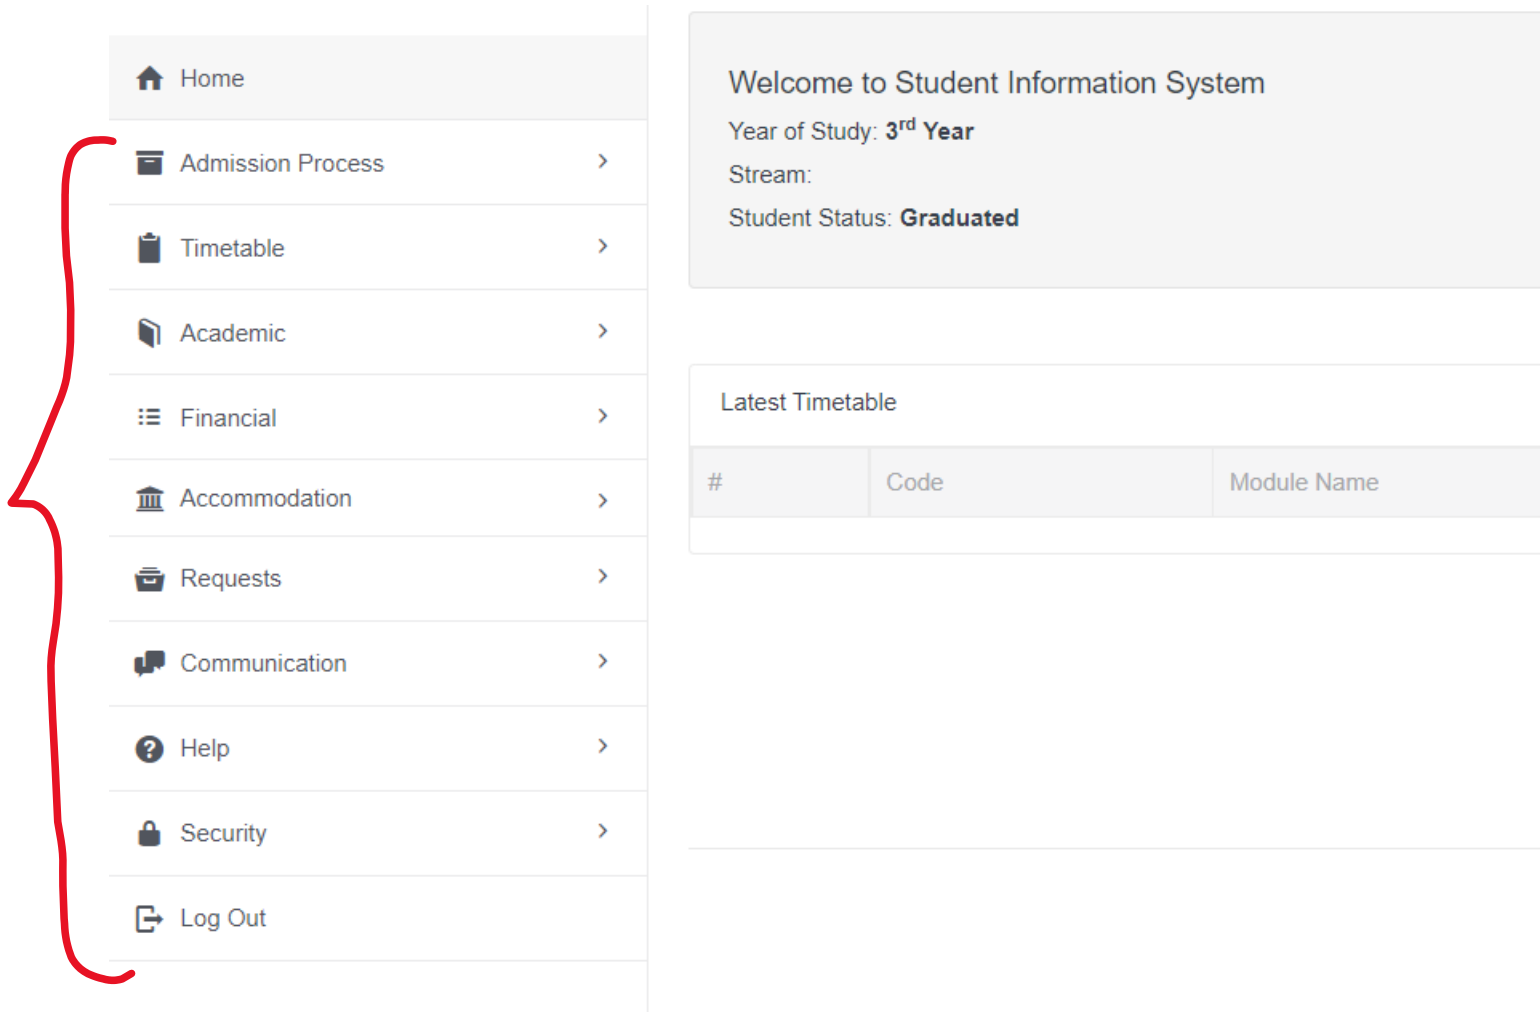 Home
Admission Process
Timetable
Academic
Financial
Accommodation
Requests
Communication
Help
Security
Log Out
Welcome to Student Information System
Year of Study: 3rd Year
Stream:
Student Status: Graduated
Latest Timetable
# Code Module Name